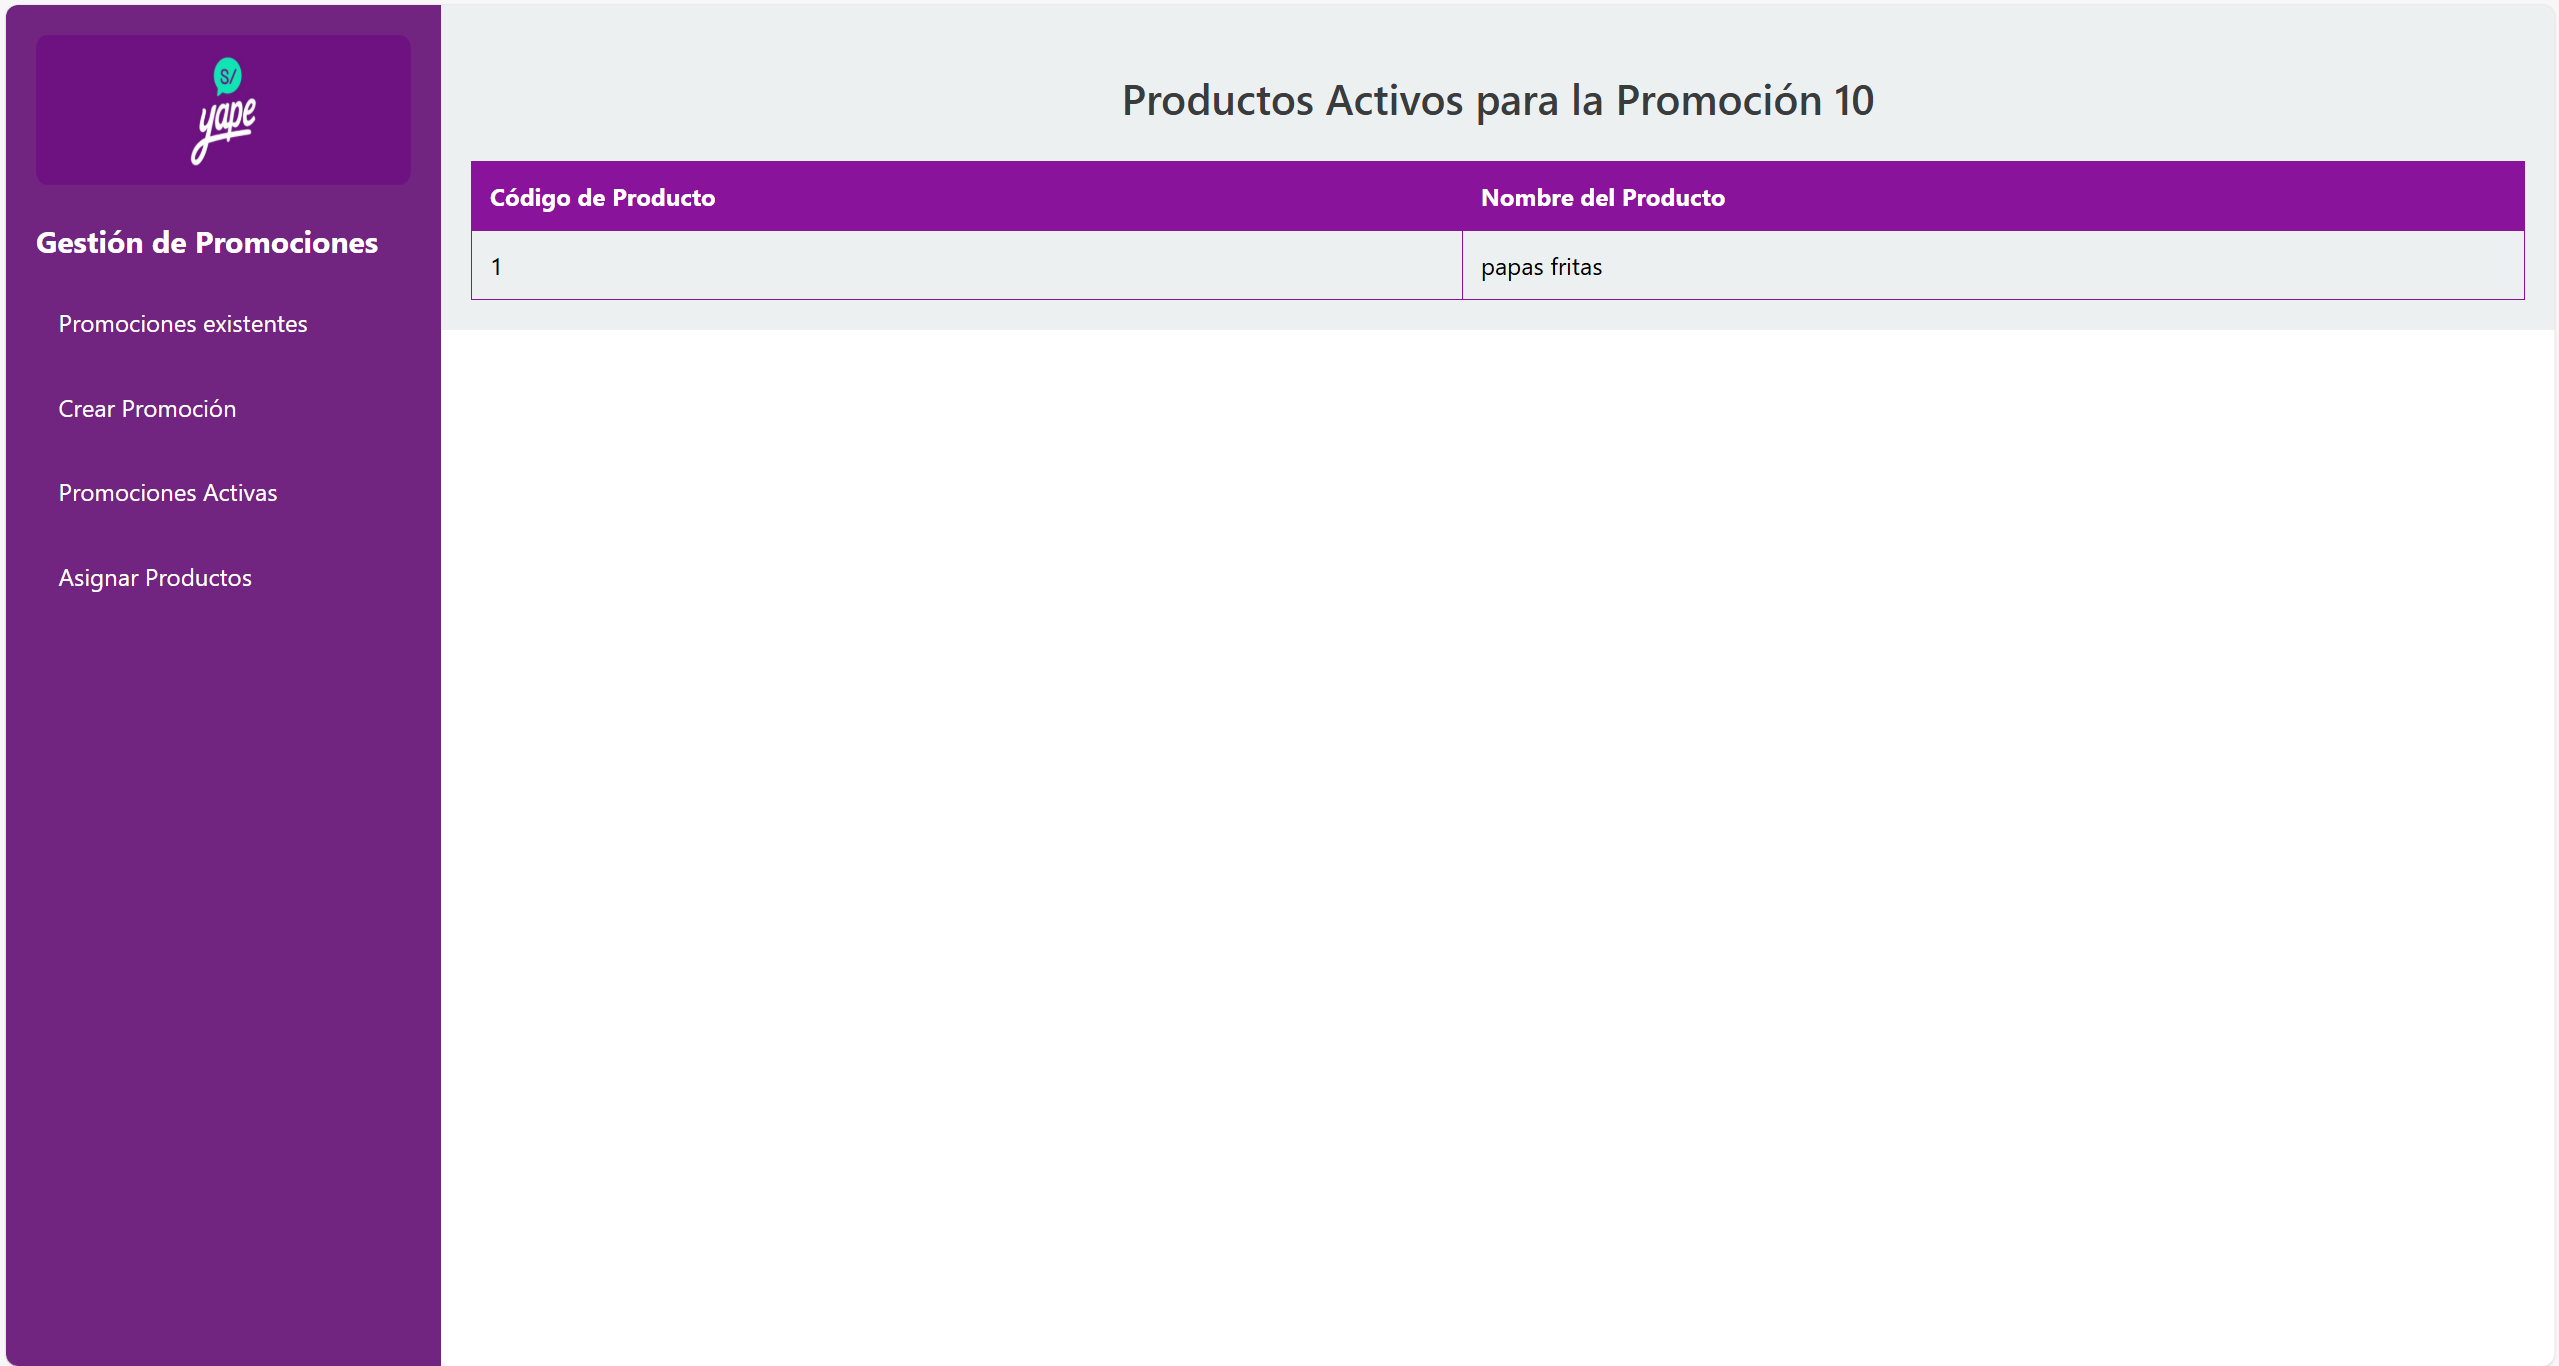 S/
yape
Gestión de Promociones
Promociones existentes
Crear Promoción
Promociones Activas
Asignar Productos
Productos Activos para la Promoción 10
Código de Producto Nombre del Producto
1 papas fritas